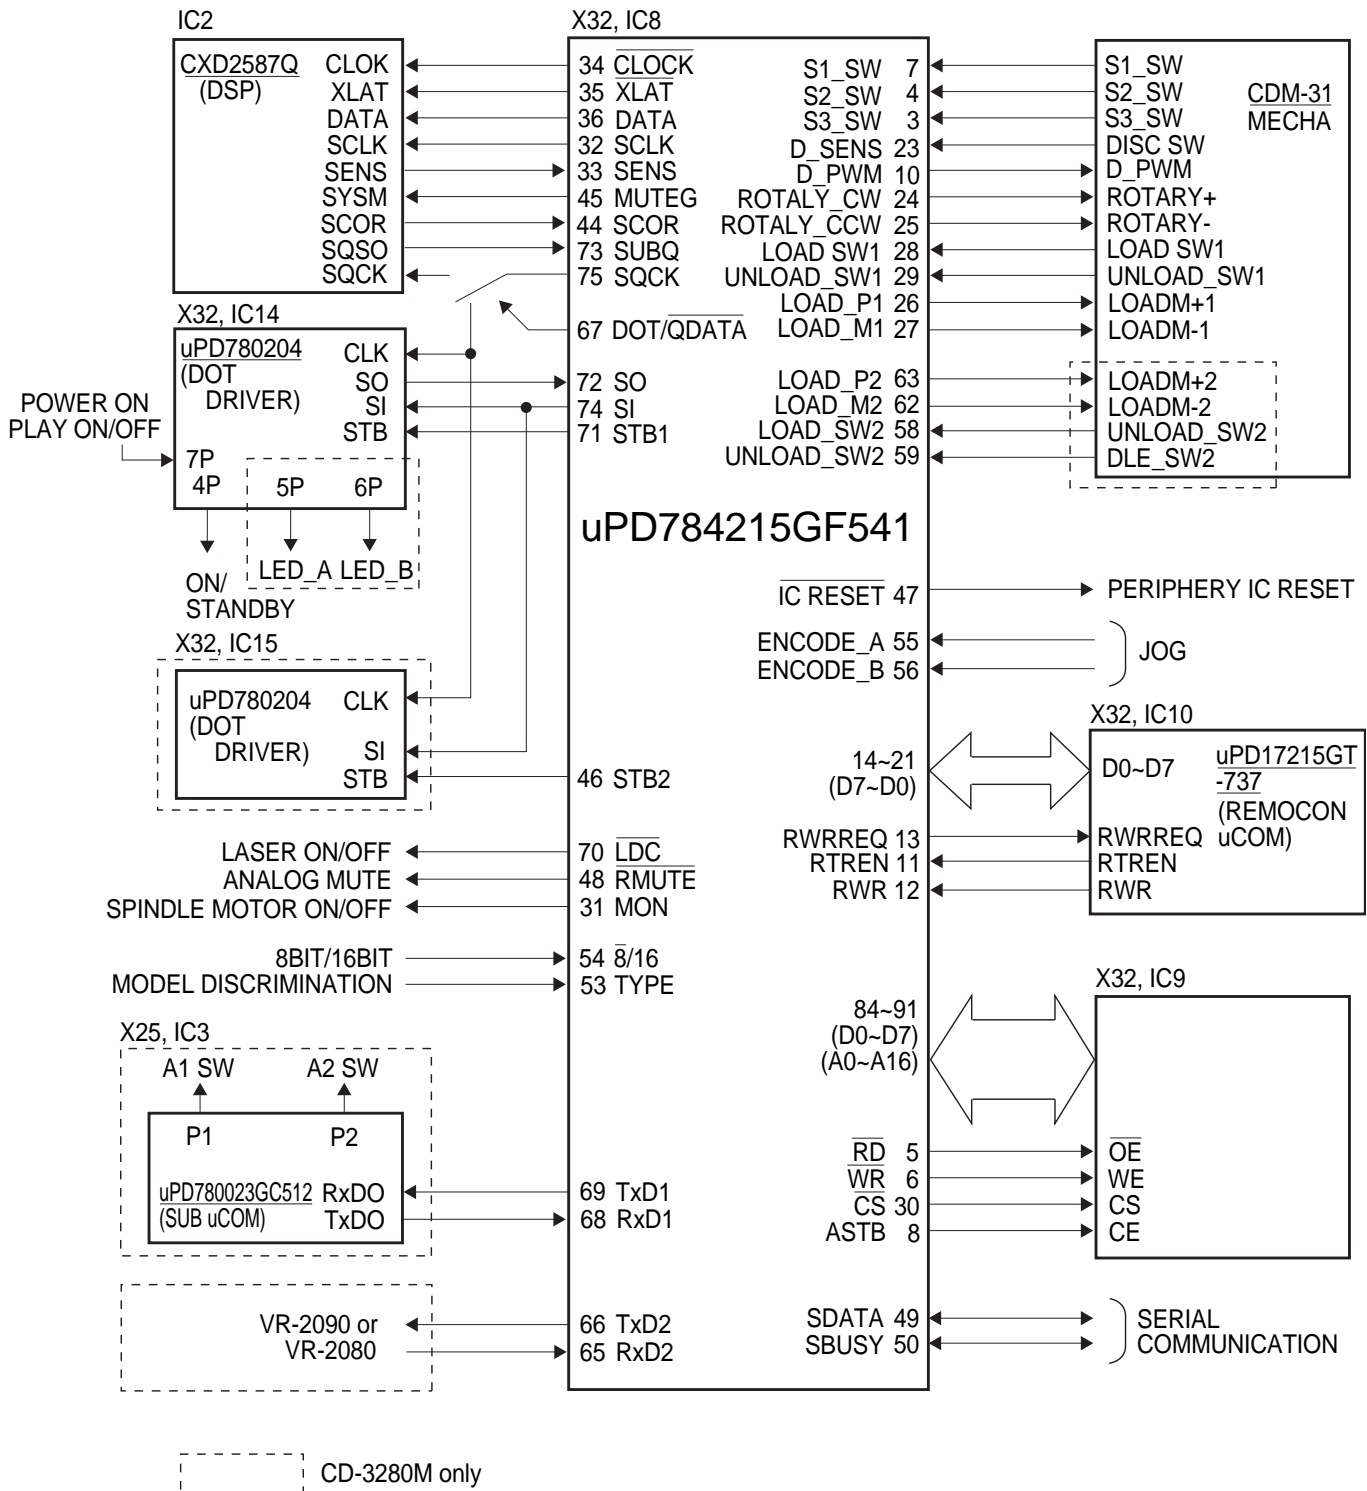 IC2
CXD2587Q
(DSP)
CLOK
XLAT
DATA
SCLK
SENS
SYSM
SCOR
SQSO
SQCK
X32, IC14
uPD780204
(DOT
DRIVER)
CLK
SO
SI
STB
POWER ON
PLAY ON/OFF
7P
4P
5P
6P
ON/
STANDBY
LED_A
LED_B
X32, IC15
uPD780204
(DOT
DRIVER)
CLK
SI
STB
LASER ON/OFF
ANALOG MUTE
SPINDLE MOTOR ON/OFF
8BIT/16BIT
MODEL DISCRIMINATION
X25, IC3
A1 SW
A2 SW
P1
P2
uPD780023GC512
(SUB uCOM)
RxDO
TxDO
VR-2090 or
VR-2080
X32, IC8
34 CLOCK
35 XLAT
36 DATA
32 SCLK
33 SENS
45 MUTEG
44 SCOR
73 SUBQ
75 SQCK
67 DOT/QDATA
72 SO
74 SI
71 STB1
uPD784215GF541
46 STB2
70 LDC
48 RMUTE
31 MON
54 8/16
53 TYPE
69 TxD1
68 RxD1
66 TxD2
65 RxD2
S1_SW 7
S2_SW 4
S3_SW 3
D_SENS 23
D_PWM 10
ROTALY_CW 24
ROTALY_CCW 25
LOAD SW1 28
UNLOAD_SW1 29
LOAD_P1 26
LOAD_M1 27
LOAD_P2 63
LOAD_M2 62
LOAD_SW2 58
UNLOAD_SW2 59
IC RESET 47
ENCODE_A 55
ENCODE_B 56
14~21
(D7~D0)
RWRREQ 13
RTREN 11
RWR 12
84~91
(D0~D7)
(A0~A16)
RD 5
WR 6
CS 30
ASTB 8
SDATA 49
SBUSY 50
S1_SW
S2_SW
S3_SW
DISC SW
D_PWM
ROTARY+
ROTARY-
LOAD SW1
UNLOAD_SW1
LOADM+1
LOADM-1
LOADM+2
LOADM-2
UNLOAD_SW2
DLE_SW2
CDM-31
MECHA
PERIPHERY IC RESET
JOG
X32, IC10
D0~D7
uPD17215GT
-737
(REMOCON
uCOM)
RWRREQ
RTREN
RWR
X32, IC9
OE
WE
CS
CE
SERIAL
COMMUNICATION
CD-3280M only